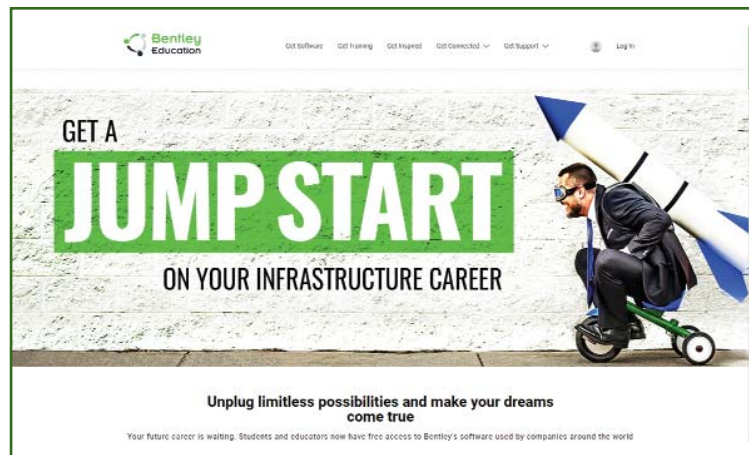 Bentley
Education
Get Software Get Training Get Inspired Get Connected Get Support Log In
GET A
JUMP START
ON YOUR INFRASTRUCTURE CAREER
Unplug limitless possibilities and make your dreams
come true
Your future career is waiting. Students and educators now have free access to Bentley's software used by companies around the world